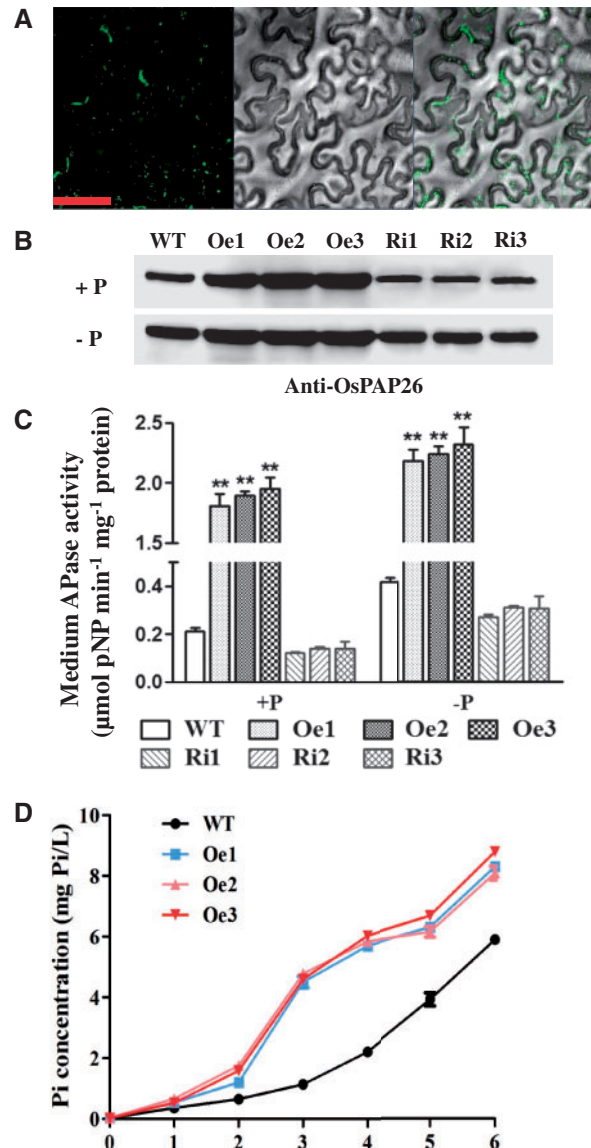 A
B
WT Oe1 Oe2 Oe3 Ri1 Ri2 Ri3
+ P
- P
Anti-OsPAP26
C
Medium APase activity
(µmol pNP min⁻¹ mg⁻¹ protein)
2.5
2.0
1.5
0.4
0.2
0.0
** ** **
** ** **
+P -P
WT Oe1 Oe2 Oe3
Ri1 Ri2 Ri3
D
Pi concentration (mg Pi/L)
10
8
6
4
2
0
WT
Oe1
Oe2
Oe3
0 1 2 3 4 5 6